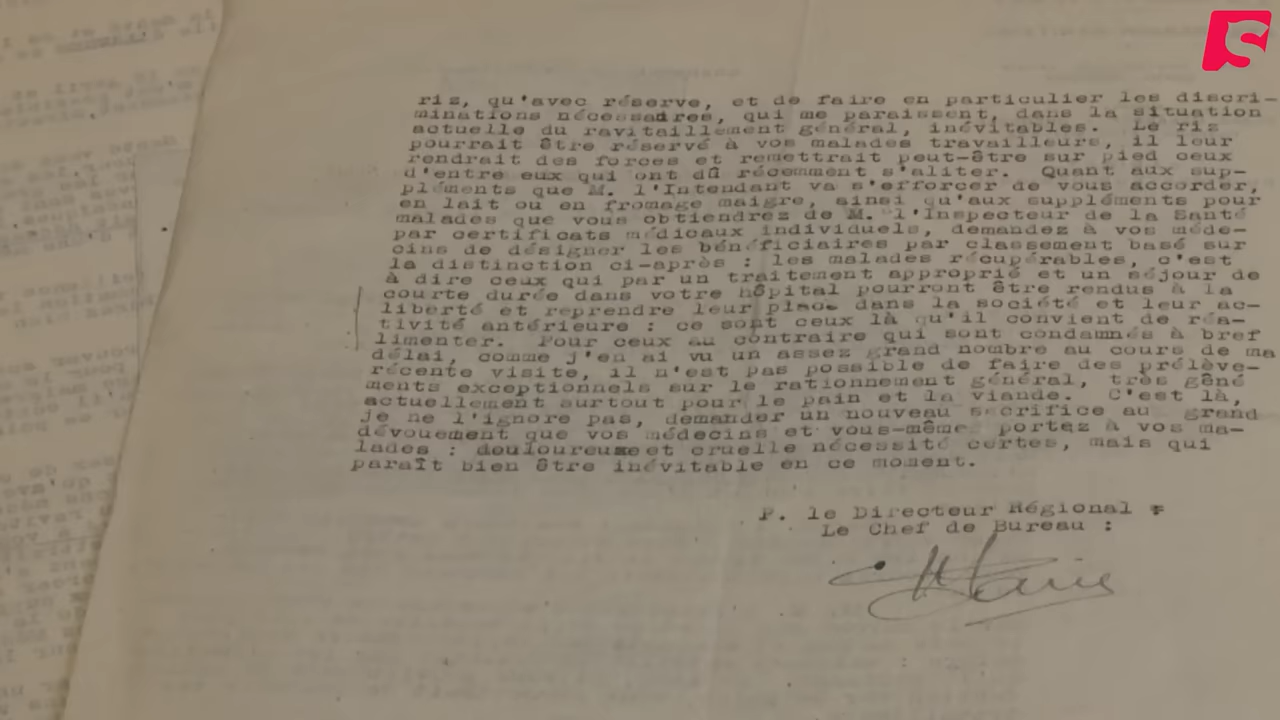 ris, qu'avec réserve, et de faire en particulier les discri-
minations nécessaires, qui me paraissent, dans la situation
actuelle du ravitaillement général, inévitables. Le ris
pourrait être réservé à vos malades travailleurs, il leur
rendrait des forces et remettrait peut-être sur pied ceux
d'entre eux qui ont dû récemment s'aliter. Quant aux sup-
pléments que M. l'Intendant va s'efforcer de vous accorder,
en lait ou en fromage maigre, ainsi qu'aux suppléments pour
malades que vous obtiendrez de M. l'Inspecteur de la Santé
par certificats médicaux individuels, demandez à vos méde-
cins de désigner les bénéficiaires par classement basé sur
la distinction ci-après : les malades récupérables, c'est
à dire ceux qui par un traitement approprié et un séjour de
courte durée dans votre hôpital pourront être rendus à la
liberté et reprendre leur place dans la société et leur ac-
tivité antérieure : ce sont ceux là qu'il convient de réa-
limenter. Pour ceux au contraire qui sont condamnés à bref
délai, comme j'en ai vu un assez grand nombre au cours de ma
récente visite, il n'est pas possible de faire des prélève-
ments exceptionnels sur le rationnement général, très gêné
actuellement surtout pour le pain et la viande. C'est là,
je ne l'ignore pas, demander un nouveau sacrifice au grand
dévouement que vos médecins et vous-même portez à vos ma-
lades : douloureuse et cruelle nécessité certes, mais qui
paraît bien être inévitable en ce moment.
P. le Directeur Régional
Le Chef de Bureau :